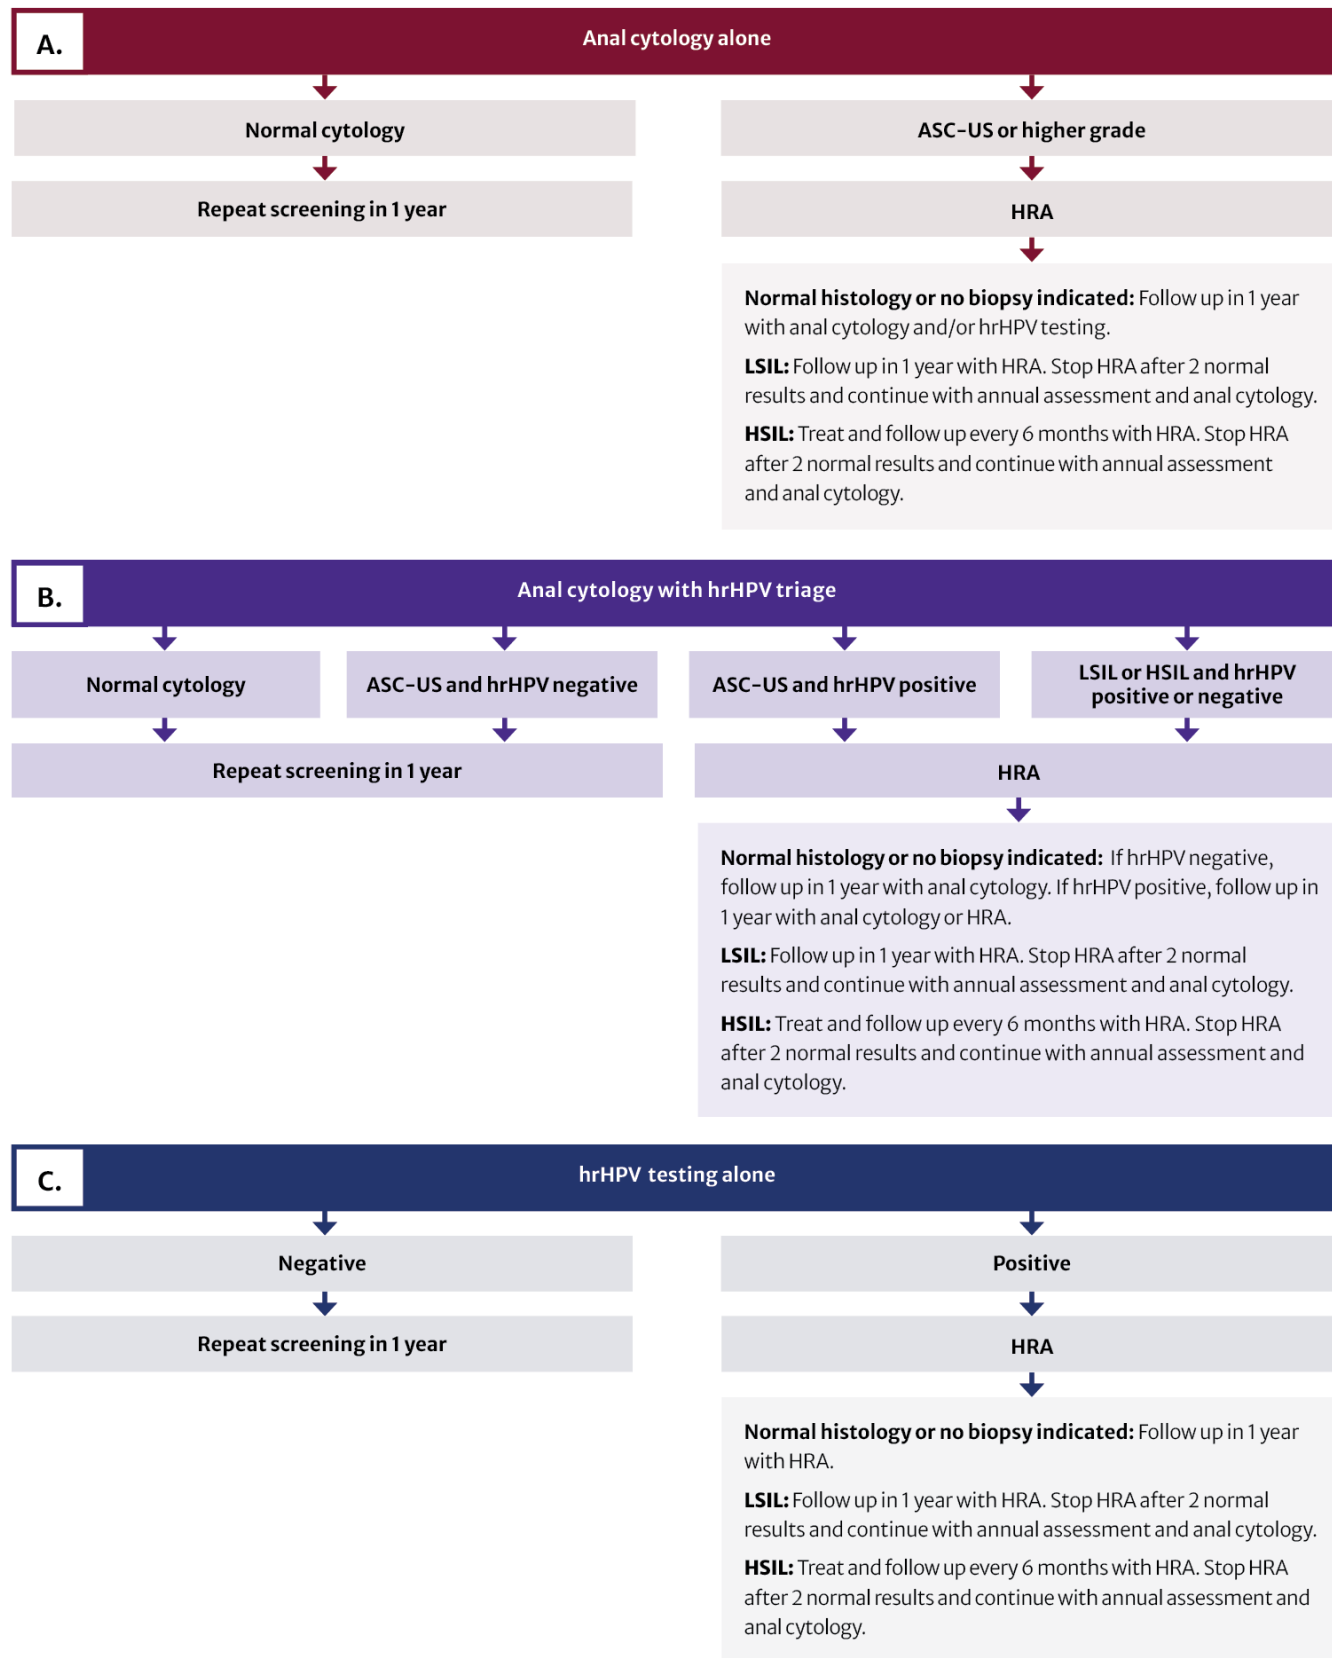 A.
Anal cytology alone
Normal cytology
ASC-US or higher grade
Repeat screening in 1 year
HRA
Normal histology or no biopsy indicated: Follow up in 1 year
with anal cytology and/or hrHPV testing.
LSIL: Follow up in 1 year with HRA. Stop HRA after 2 normal
results and continue with annual assessment and anal cytology.
HSIL: Treat and follow up every 6 months with HRA. Stop HRA
after 2 normal results and continue with annual assessment
and anal cytology.
B.
Anal cytology with hrHPV triage
Normal cytology
ASC-US and hrHPV negative
ASC-US and hrHPV positive
LSIL or HSIL and hrHPV
positive or negative
Repeat screening in 1 year
HRA
Normal histology or no biopsy indicated: If hrHPV negative,
follow up in 1 year with anal cytology. If hrHPV positive, follow up in
1 year with anal cytology or HRA.
LSIL: Follow up in 1 year with HRA. Stop HRA after 2 normal
results and continue with annual assessment and anal cytology.
HSIL: Treat and follow up every 6 months with HRA. Stop HRA
after 2 normal results and continue with annual assessment and
anal cytology.
C.
hrHPV testing alone
Negative
Positive
Repeat screening in 1 year
HRA
Normal histology or no biopsy indicated: Follow up in 1 year
with HRA.
LSIL: Follow up in 1 year with HRA. Stop HRA after 2 normal
results and continue with annual assessment and anal cytology.
HSIL: Treat and follow up every 6 months with HRA. Stop HRA
after 2 normal results and continue with annual assessment and
anal cytology.